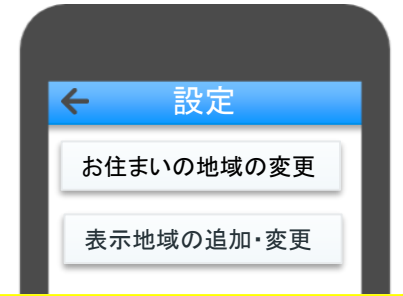 設定
お住まいの地域の変更
表示地域の追加・変更